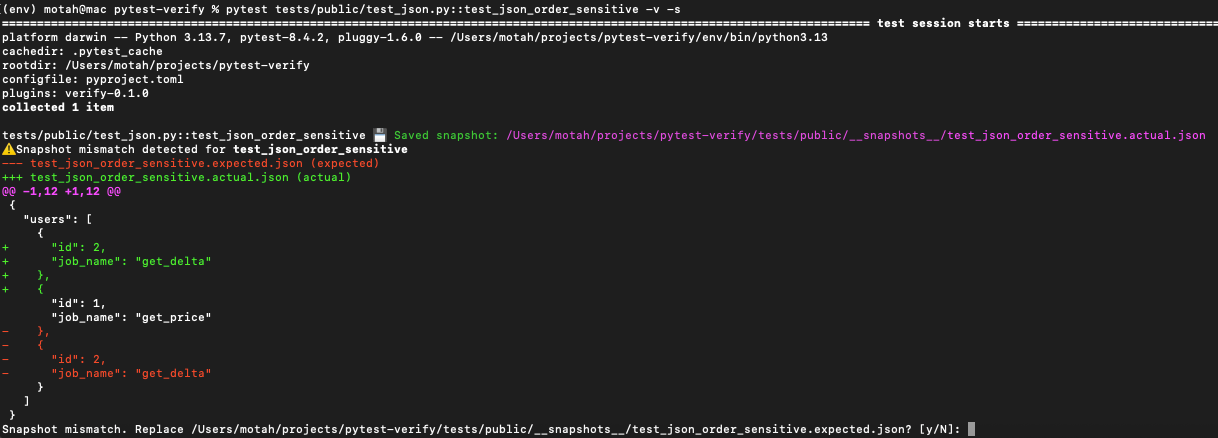 (env) motah@mac pytest-verify % pytest tests/public/test_json.py::test_json_order_sensitive -v -s
=========================================================================================================================== test session starts ==============================
platform darwin -- Python 3.13.7, pytest-8.4.2, pluggy-1.6.0 -- /Users/motah/projects/pytest-verify/env/bin/python3.13
cachedir: .pytest_cache
rootdir: /Users/motah/projects/pytest-verify
configfile: pyproject.toml
plugins: verify-0.1.0
collected 1 item

tests/public/test_json.py::test_json_order_sensitive 💾 Saved snapshot: /Users/motah/projects/pytest-verify/tests/public/__snapshots__/test_json_order_sensitive.actual.json
⚠️Snapshot mismatch detected for test_json_order_sensitive
--- test_json_order_sensitive.expected.json (expected)
+++ test_json_order_sensitive.actual.json (actual)
@@ -1,12 +1,12 @@
 {
   "users": [
     {
+      "id": 2,
+      "job_name": "get_delta"
+    },
+    {
       "id": 1,
       "job_name": "get_price"
-    },
-    {
-      "id": 2,
-      "job_name": "get_delta"
     }
   ]
 }
Snapshot mismatch. Replace /Users/motah/projects/pytest-verify/tests/public/__snapshots__/test_json_order_sensitive.expected.json? [y/N]: